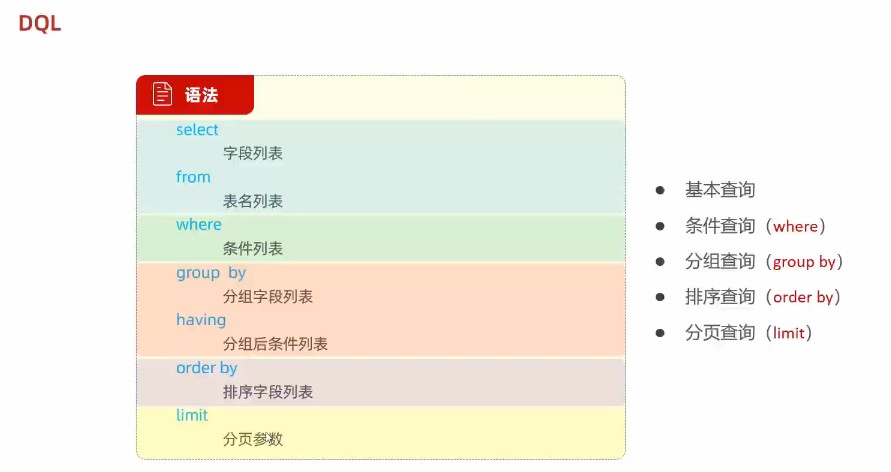 DQL
语法
select
字段列表
from
表名列表
where
条件列表
group by
分组字段列表
having
分组后条件列表
order by
排序字段列表
limit
分页参数
● 基本查询
● 条件查询（where）
● 分组查询（group by）
● 排序查询（order by）
● 分页查询（limit）